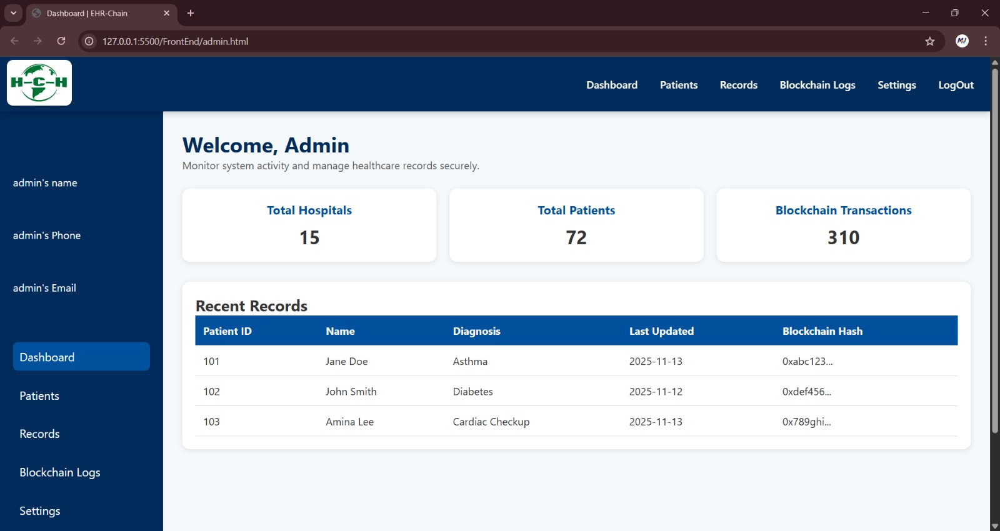 Dashboard | EHR-Chain
127.0.0.1:5500/FrontEnd/admin.html
MJ
H-C-H
Dashboard Patients Records Blockchain Logs Settings LogOut
admin's name
admin's Phone
admin's Email
Dashboard
Patients
Records
Blockchain Logs
Settings
Welcome, Admin
Monitor system activity and manage healthcare records securely.
Total Hospitals
15
Total Patients
72
Blockchain Transactions
310
Recent Records
Patient ID Name Diagnosis Last Updated Blockchain Hash
101 Jane Doe Asthma 2025-11-13 0xabc123...
102 John Smith Diabetes 2025-11-12 0xdef456...
103 Amina Lee Cardiac Checkup 2025-11-13 0x789ghi...